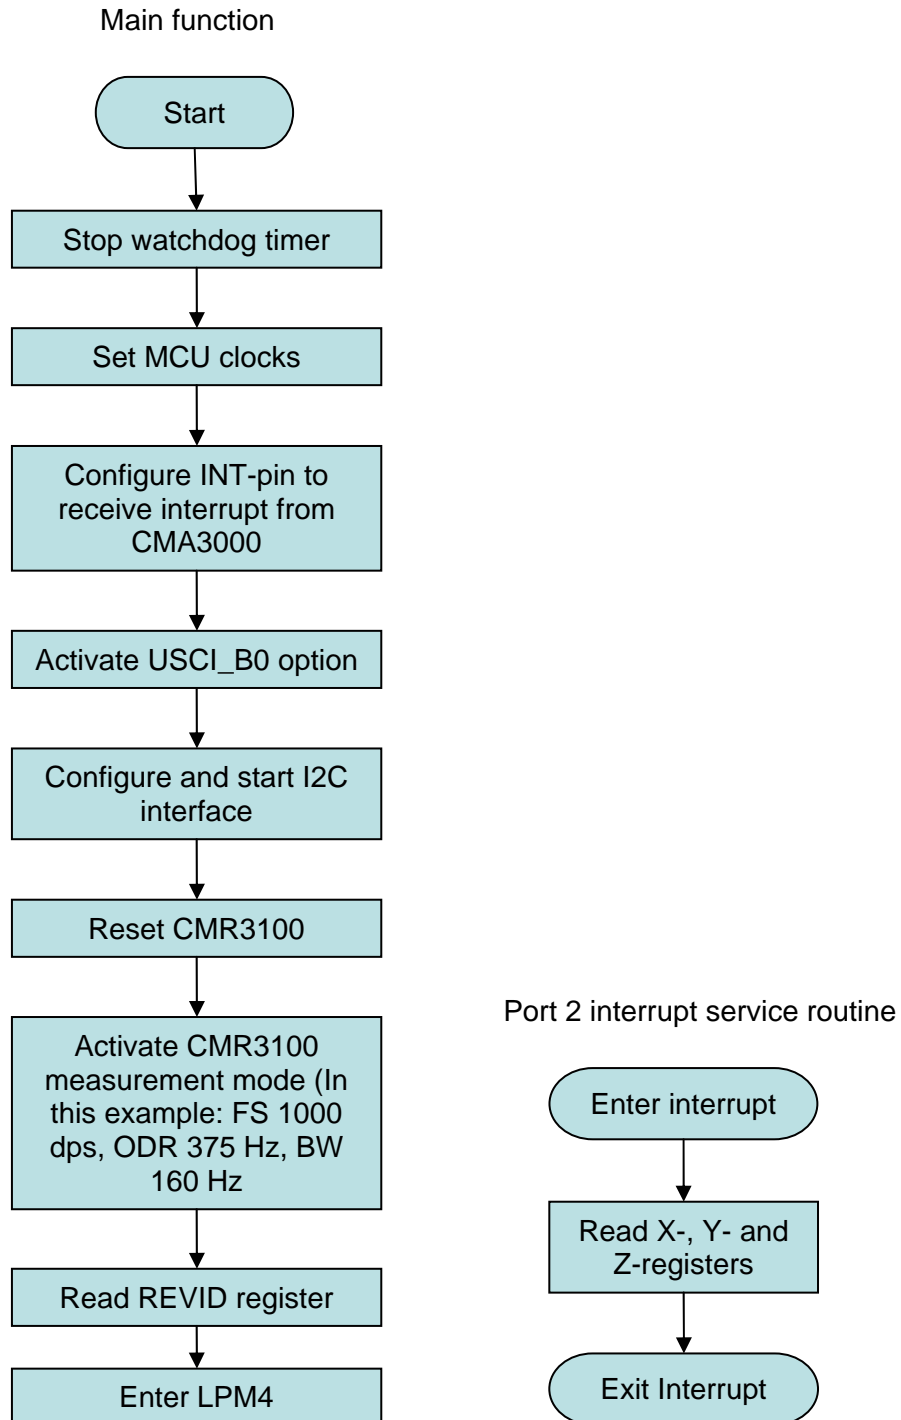 Main function
Start
Stop watchdog timer
Set MCU clocks
Configure INT-pin to
receive interrupt from
CMA3000
Activate USCI_B0 option
Configure and start I2C
interface
Reset CMR3100
Activate CMR3100
measurement mode (In
this example: FS 1000
dps, ODR 375 Hz, BW
160 Hz
Read REVID register
Enter LPM4
Port 2 interrupt service routine
Enter interrupt
Read X-, Y- and
Z-registers
Exit Interrupt